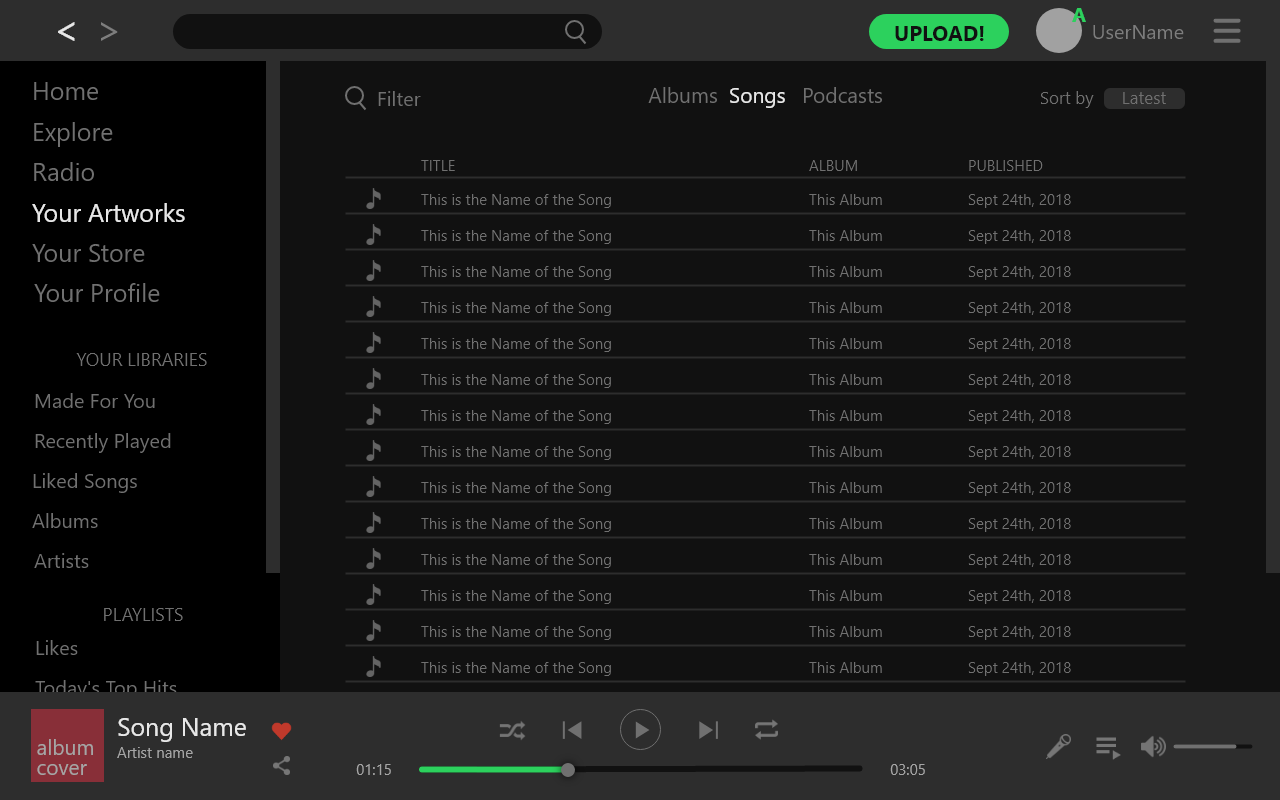 < > UPLOAD! A UserName
Home
Explore
Radio
Your Artworks
Your Store
Your Profile
YOUR LIBRARIES
Made For You
Recently Played
Liked Songs
Albums
Artists
PLAYLISTS
Likes
Today's Top Hits
Filter Albums Songs Podcasts Sort by Latest
TITLE ALBUM PUBLISHED
This is the Name of the Song This Album Sept 24th, 2018
This is the Name of the Song This Album Sept 24th, 2018
This is the Name of the Song This Album Sept 24th, 2018
This is the Name of the Song This Album Sept 24th, 2018
This is the Name of the Song This Album Sept 24th, 2018
This is the Name of the Song This Album Sept 24th, 2018
This is the Name of the Song This Album Sept 24th, 2018
This is the Name of the Song This Album Sept 24th, 2018
This is the Name of the Song This Album Sept 24th, 2018
This is the Name of the Song This Album Sept 24th, 2018
This is the Name of the Song This Album Sept 24th, 2018
This is the Name of the Song This Album Sept 24th, 2018
This is the Name of the Song This Album Sept 24th, 2018
This is the Name of the Song This Album Sept 24th, 2018
album
cover
Song Name
Artist name
01:15 03:05